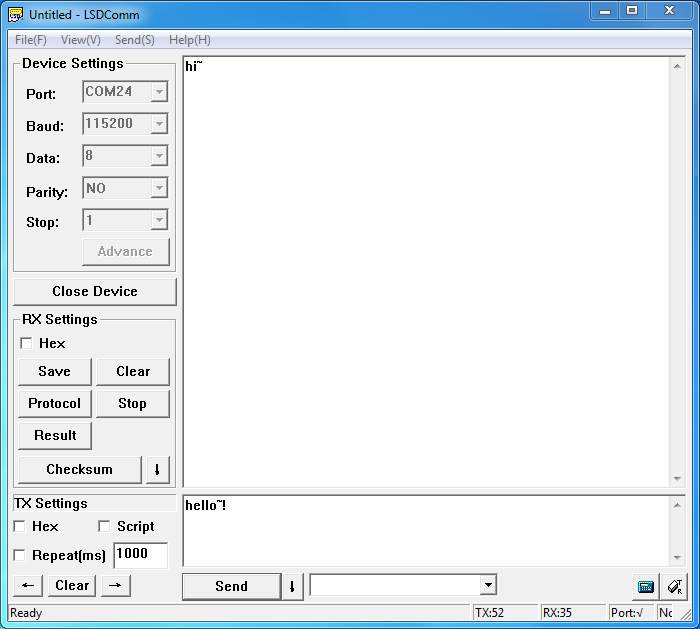 Untitled - LSDComm
File(F) View(V) Send(S) Help(H)
Device Settings
Port: COM24
Baud: 115200
Data: 8
Parity: NO
Stop: 1
Advance
Close Device
RX Settings
Hex
Save Clear
Protocol Stop
Result
Checksum ↓
hi~
TX Settings
Hex Script
Repeat(ms) 1000
← Clear →
hello~!
Send ↓
Ready TX:52 RX:35 Port:√